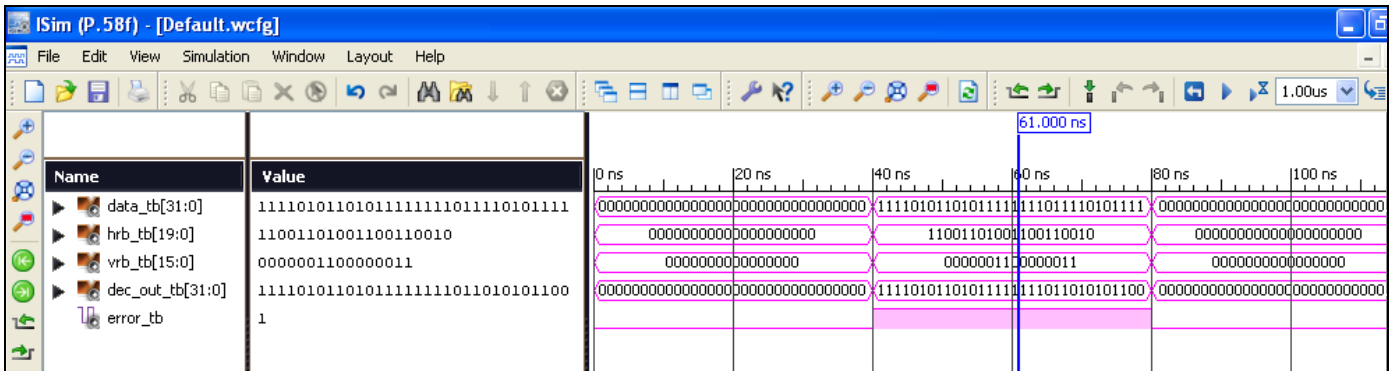 ISim (P.58f) - [Default.wcfg]
File Edit View Simulation Window Layout Help
1.00us
61.000 ns
Name Value 0 ns 20 ns 40 ns 60 ns 80 ns 100 ns
data_tb[31:0] 11110101101011111111011110101111 00000000000000000000000000000000 11110101101011111111011110101111 000000000000000000000000000
hrb_tb[19:0] 11001101001100110010 00000000000000000000 11001101001100110010 00000000000000000000
vrb_tb[15:0] 0000001100000011 0000000000000000 0000001100000011 0000000000000000
dec_out_tb[31:0] 11110101101011111111011010101100 00000000000000000000000000000000 11110101101011111111011010101100 000000000000000000000000000
error_tb 1